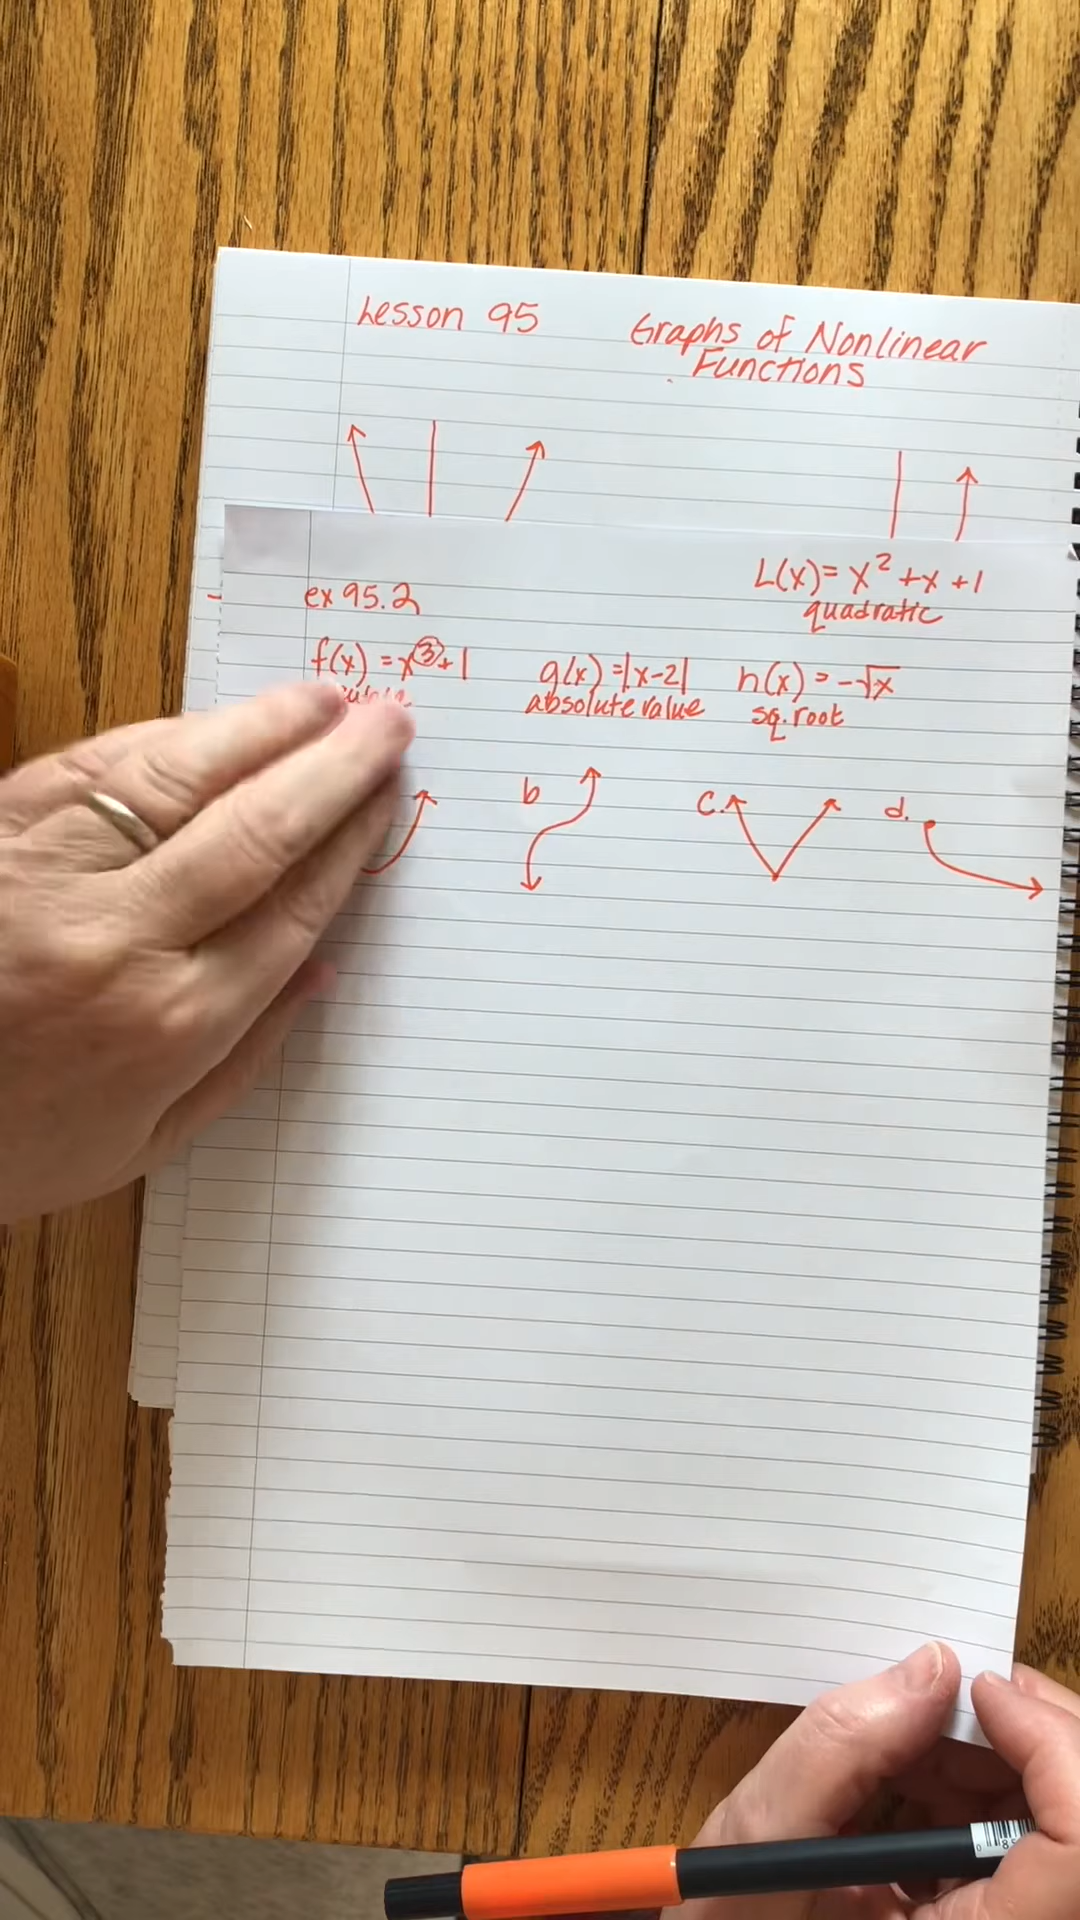 Lesson 95
Graphs of Nonlinear
Functions
ex 95.2
L(x)= x² +x +1
quadratic
f(x) = x³+1
g(x) =|x-2|
absolute value
h(x) = -√x
sq. root
b
c.
d.